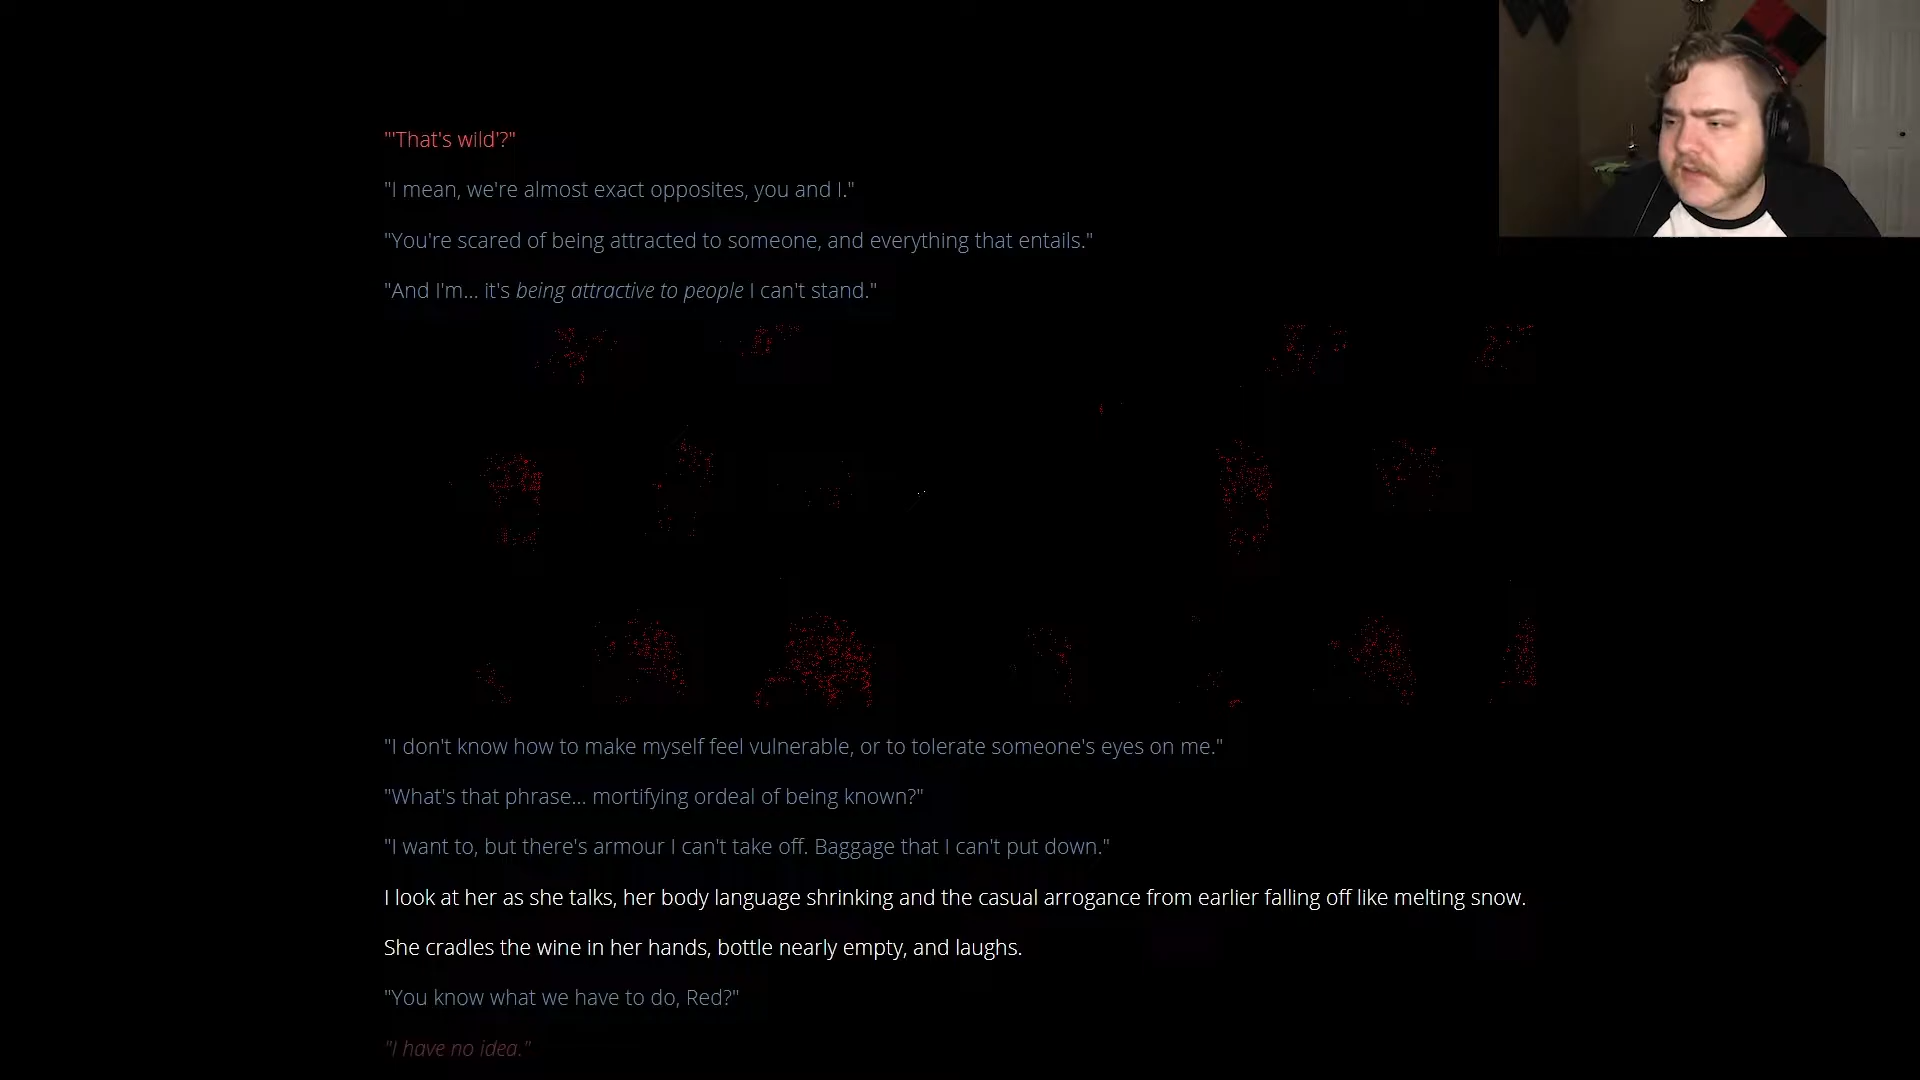 "'That's wild'?"
"I mean, we're almost exact opposites, you and I."
"You're scared of being attracted to someone, and everything that entails."
"And I'm... it's being attractive to people I can't stand."
"I don't know how to make myself feel vulnerable, or to tolerate someone's eyes on me."
"What's that phrase... mortifying ordeal of being known?"
"I want to, but there's armour I can't take off. Baggage that I can't put down."
I look at her as she talks, her body language shrinking and the casual arrogance from earlier falling off like melting snow.
She cradles the wine in her hands, bottle nearly empty, and laughs.
"You know what we have to do, Red?"
"I have no idea."